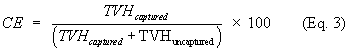 CE = TVH_captured / (TVH_captured + TVH_uncaptured) × 100 (Eq. 3)